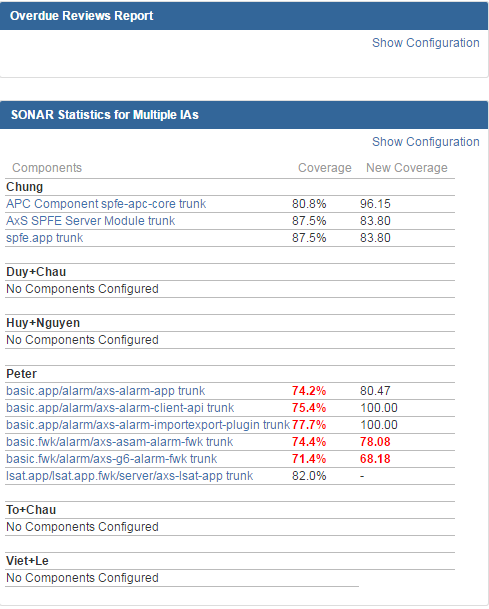 Overdue Reviews Report
Show Configuration
SONAR Statistics for Multiple IAs
Show Configuration
Components Coverage New Coverage
Chung
APC Component spfe-apc-core trunk 80.8% 96.15
AxS SPFE Server Module trunk 87.5% 83.80
spfe.app trunk 87.5% 83.80
Duy+Chau
No Components Configured
Huy+Nguyen
No Components Configured
Peter
basic.app/alarm/axs-alarm-app trunk 74.2% 80.47
basic.app/alarm/axs-alarm-client-api trunk 75.4% 100.00
basic.app/alarm/axs-alarm-importexport-plugin trunk 77.7% 100.00
basic.fwk/alarm/axs-asam-alarm-fwk trunk 74.4% 78.08
basic.fwk/alarm/axs-g6-alarm-fwk trunk 71.4% 68.18
lsat.app/lsat.app.fwk/server/axs-lsat-app trunk 82.0% -
To+Chau
No Components Configured
Viet+Le
No Components Configured